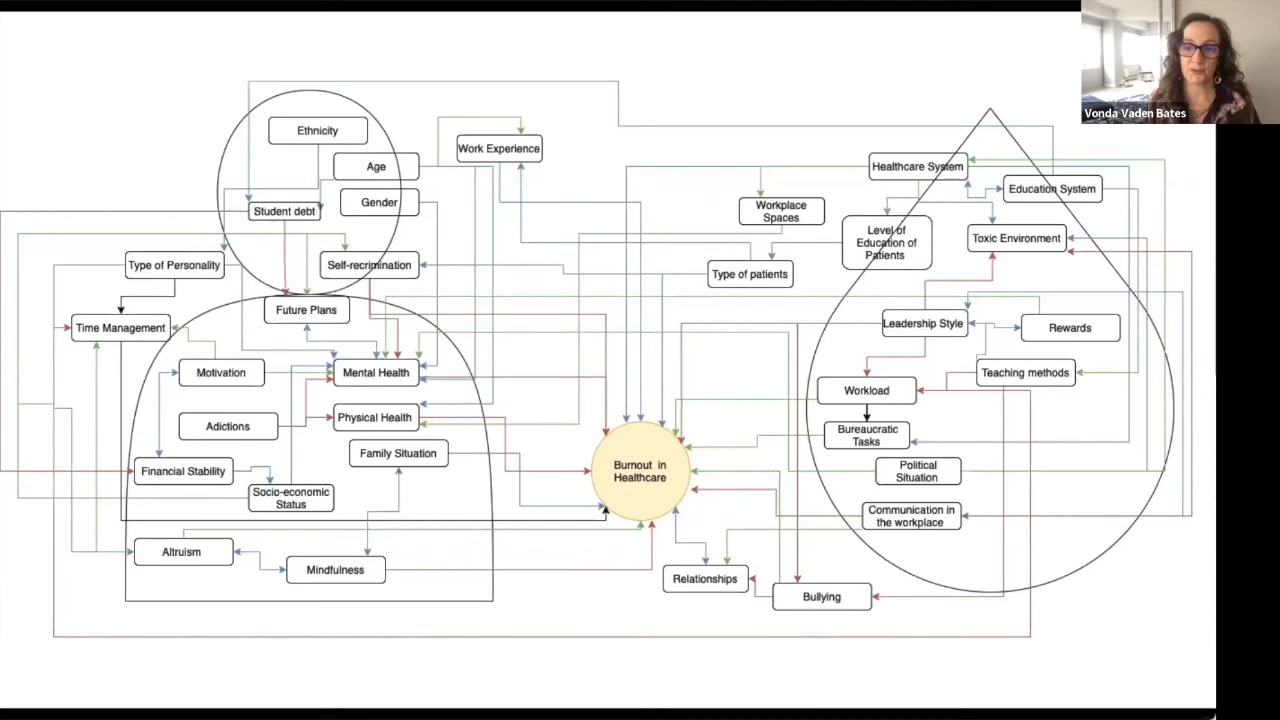 Vonda Vaden Bates
Ethnicity
Age
Work Experience
Healthcare System
Education System
Gender
Student debt
Workplace
Spaces
Level of
Education of
Patients
Toxic Environment
Type of Personality
Self-recrimination
Type of patients
Future Plans
Time Management
Leadership Style
Rewards
Motivation
Mental Health
Teaching methods
Workload
Physical Health
Adictions
Bureaucratic
Tasks
Family Situation
Burnout in
Healthcare
Financial Stability
Political
Situation
Socio-economic
Status
Communication in
the workplace
Altruism
Mindfulness
Relationships
Bullying